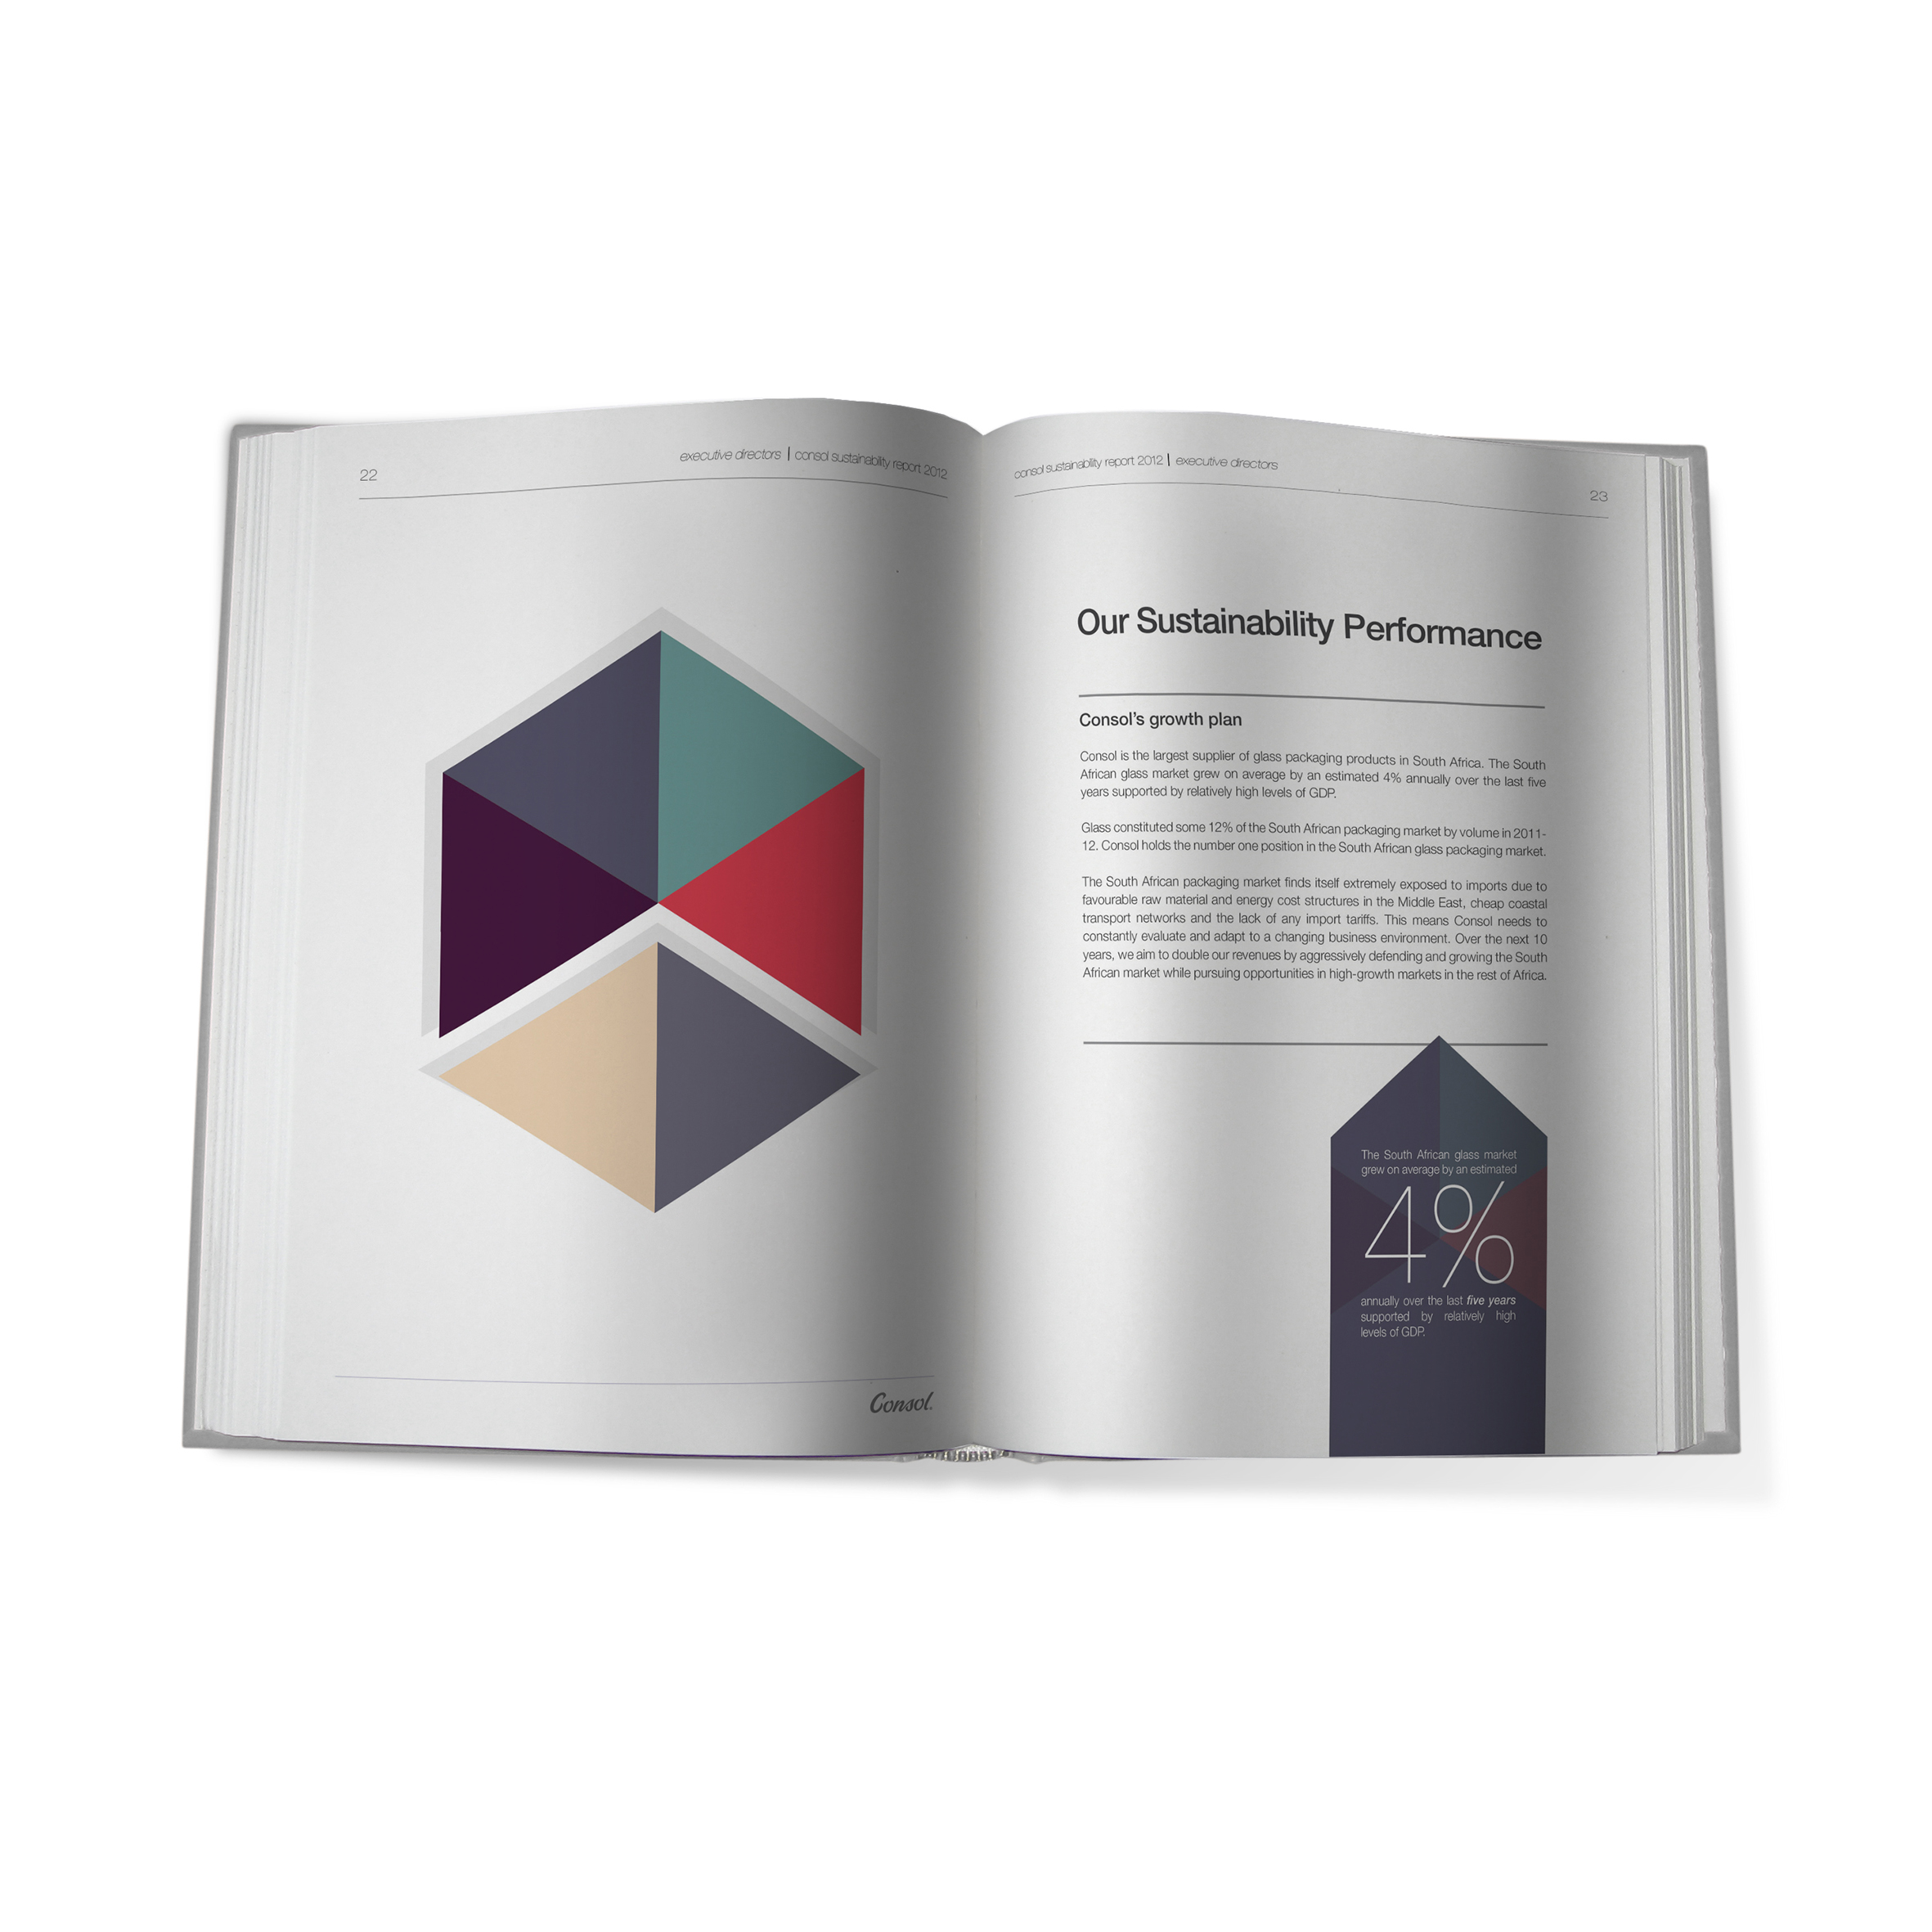 22
executive directors | consol sustainability report 2012
Consol.
consol sustainability report 2012 | executive directors
23
Our Sustainability Performance
Consol's growth plan
Consol is the largest supplier of glass packaging products in South Africa. The South
African glass market grew on average by an estimated 4% annually over the last five
years supported by relatively high levels of GDP.
Glass constituted some 12% of the South African packaging market by volume in 2011-
12. Consol holds the number one position in the South African glass packaging market.
The South African packaging market finds itself extremely exposed to imports due to
favourable raw material and energy cost structures in the Middle East, cheap coastal
transport networks and the lack of any import tariffs. This means Consol needs to
constantly evaluate and adapt to a changing business environment. Over the next 10
years, we aim to double our revenues by aggressively defending and growing the South
African market while pursuing opportunities in high-growth markets in the rest of Africa.
The South African glass market
grew on average by an estimated
4%
annually over the last five years
supported by relatively high
levels of GDP.